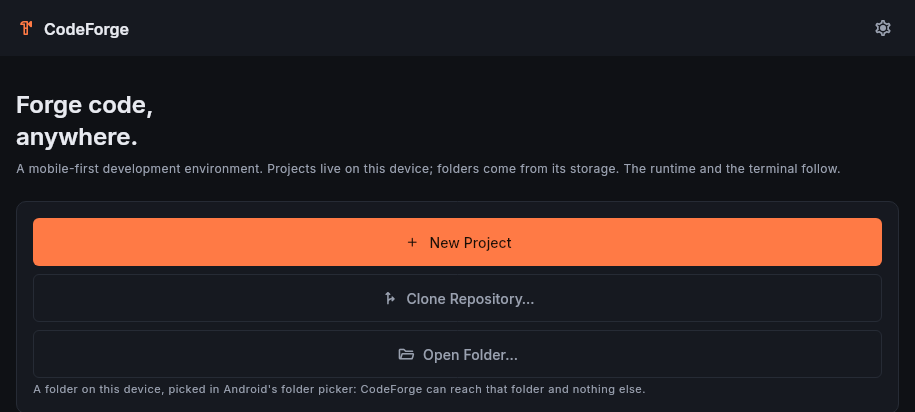 CodeForge
Forge code,
anywhere.
A mobile-first development environment. Projects live on this device; folders come from its storage. The runtime and the terminal follow.
+ New Project
Clone Repository...
Open Folder...
A folder on this device, picked in Android's folder picker: CodeForge can reach that folder and nothing else.